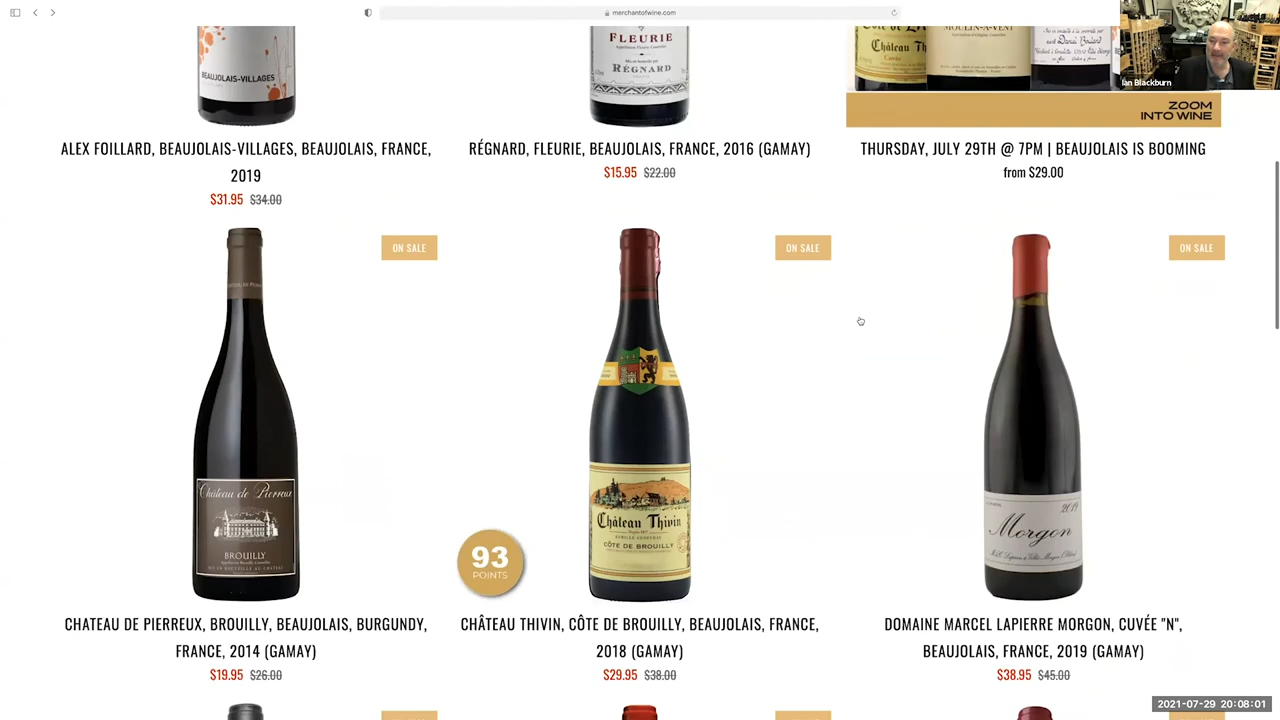 merchantofwine.com
BEAUJOLAIS-VILLAGES
FLEURIE
RÉGNARD
MOULIN-A-VENT
Ian Blackburn
ZOOM
INTO WINE
ALEX FOILLARD, BEAUJOLAIS-VILLAGES, BEAUJOLAIS, FRANCE,
2019
$31.95 $34.00
RÉGNARD, FLEURIE, BEAUJOLAIS, FRANCE, 2016 (GAMAY)
$15.95 $22.00
THURSDAY, JULY 29TH @ 7PM | BEAUJOLAIS IS BOOMING
from $29.00
ON SALE
ON SALE
ON SALE
Château de Pierreux
BROUILLY
93
POINTS
Château Thivin
CÔTE DE BROUILLY
2019
Morgon
CHATEAU DE PIERREUX, BROUILLY, BEAUJOLAIS, BURGUNDY,
FRANCE, 2014 (GAMAY)
$19.95 $26.00
CHÂTEAU THIVIN, CÔTE DE BROUILLY, BEAUJOLAIS, FRANCE,
2018 (GAMAY)
$29.95 $38.00
DOMAINE MARCEL LAPIERRE MORGON, CUVÉE "N",
BEAUJOLAIS, FRANCE, 2019 (GAMAY)
$38.95 $45.00
2021-07-29 20:08:01